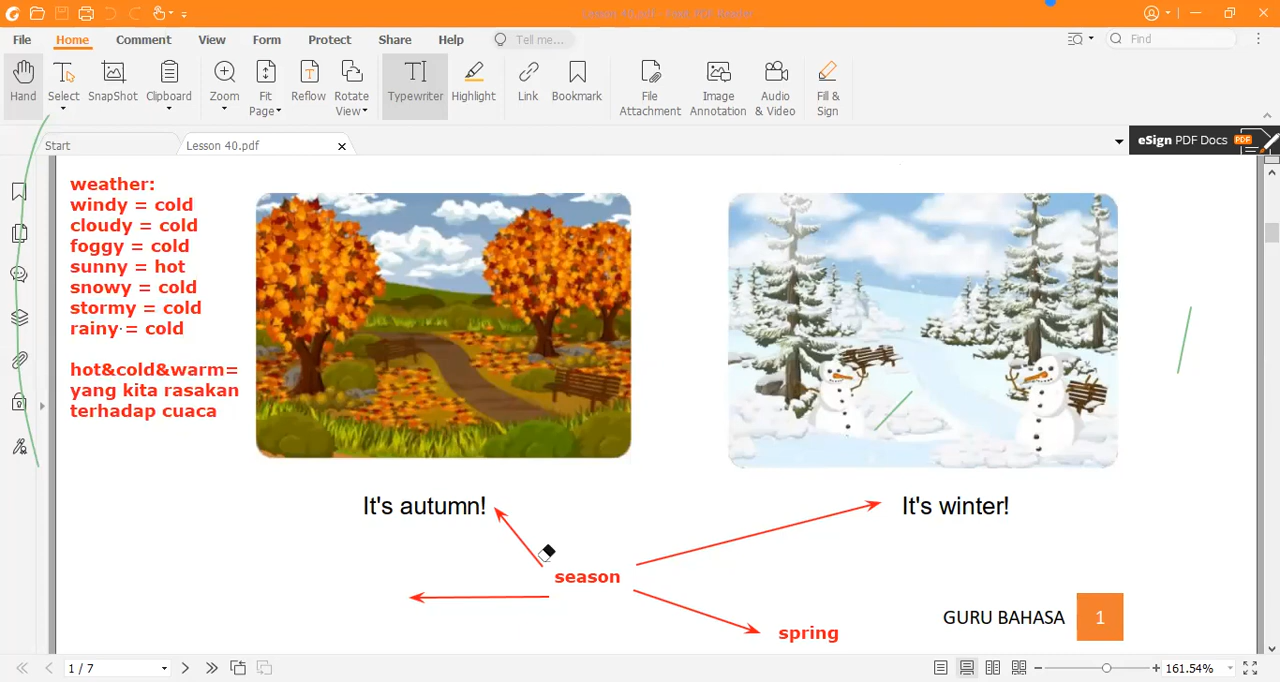 Lesson 40.pdf - Foxit PDF Reader
File Home Comment View Form Protect Share Help Tell me... Find
Hand Select SnapShot Clipboard Zoom Fit Page Reflow Rotate View Typewriter Highlight Link Bookmark File Attachment Image Annotation Audio & Video Fill & Sign
Start Lesson 40.pdf eSign PDF Docs PDF
weather:
windy = cold
cloudy = cold
foggy = cold
sunny = hot
snowy = cold
stormy = cold
rainy = cold
hot&cold&warm=
yang kita rasakan
terhadap cuaca
It's autumn! It's winter!
season
GURU BAHASA 1
spring
1 / 7 161.54%